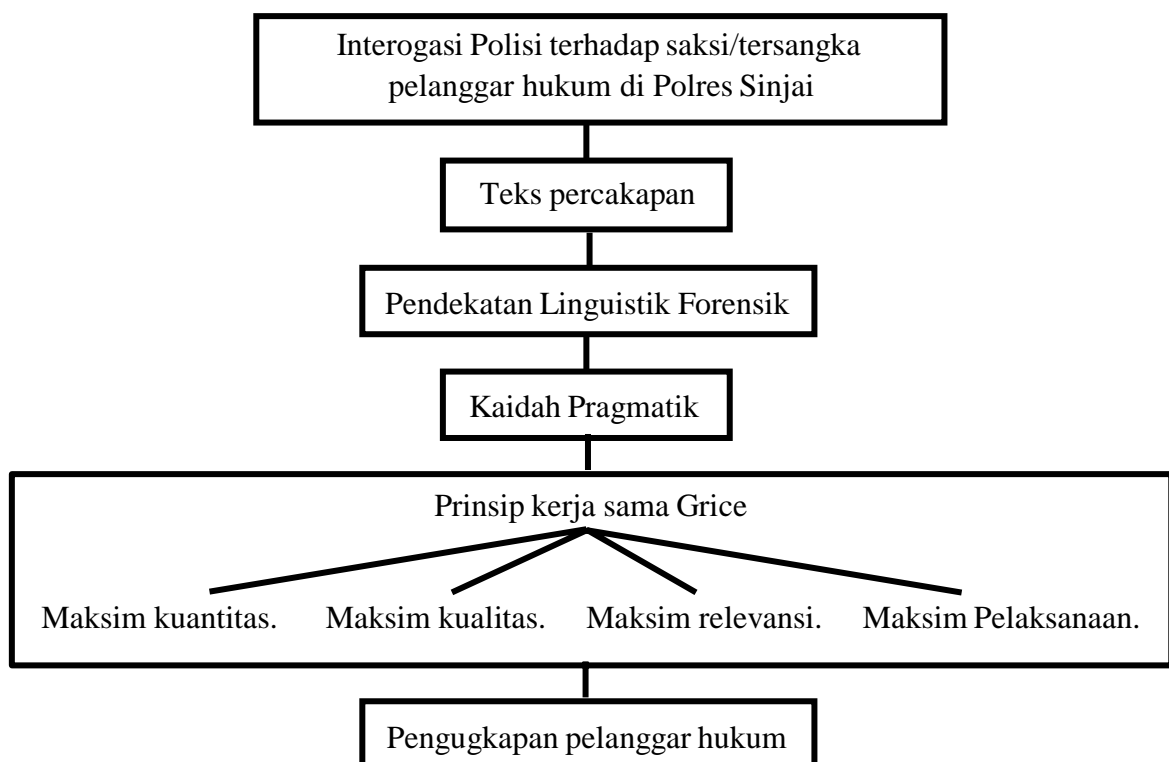 Interogasi Polisi terhadap saksi/tersangka
pelanggar hukum di Polres Sinjai
Teks percakapan
Pendekatan Linguistik Forensik
Kaidah Pragmatik
Prinsip kerja sama Grice
Maksim kuantitas. Maksim kualitas. Maksim relevansi. Maksim Pelaksanaan.
Pengugkapan pelanggar hukum